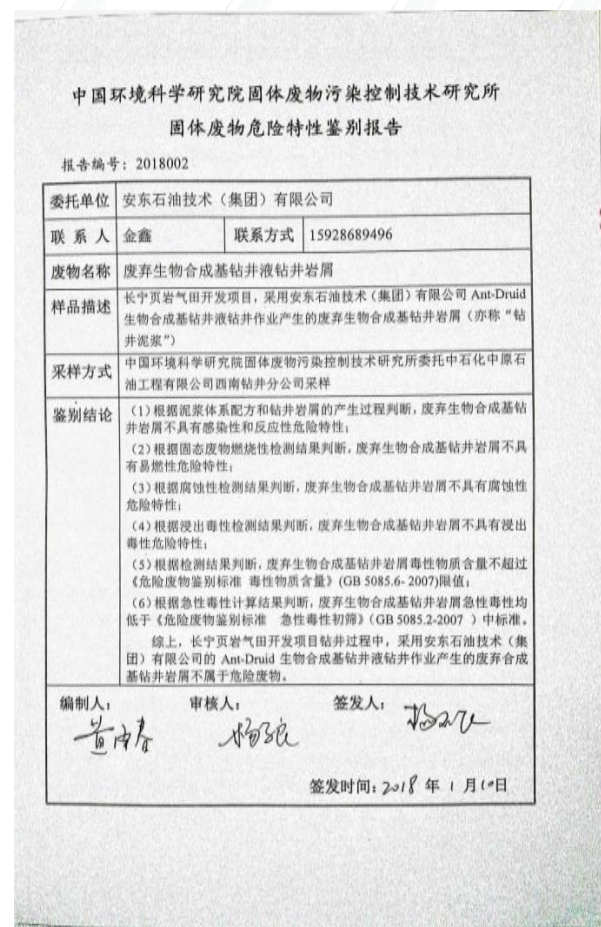 中国环境科学研究院固体废物污染控制技术研究所
固体废物危险特性鉴别报告
报告编号：2018002
委托单位 安东石油技术（集团）有限公司
联 系 人 金鑫 联系方式 15928689496
废物名称 废弃生物合成基钻井液钻井岩屑
样品描述 长宁页岩气田开发项目，采用安东石油技术（集团）有限公司 Ant-Druid
生物合成基钻井液钻井作业产生的废弃生物合成基钻井岩屑（亦称“钻
井泥浆”）
采样方式 中国环境科学研究院固体废物污染控制技术研究所委托中石化中原石
油工程有限公司西南钻井分公司采样
鉴别结论 （1）根据泥浆体系配方和钻井岩屑的产生过程判断，废弃生物合成基钻
井岩屑不具有感染性和反应性危险特性；
（2）根据固态废物燃烧性检测结果判断，废弃生物合成基钻井岩屑不具
有易燃性危险特性；
（3）根据腐蚀性检测结果判断，废弃生物合成基钻井岩屑不具有腐蚀性
危险特性；
（4）根据浸出毒性检测结果判断，废弃生物合成基钻井岩屑不具有浸出
毒性危险特性；
（5）根据检测结果判断，废弃生物合成基钻井岩屑毒性物质含量不超过
《危险废物鉴别标准 毒性物质含量》(GB 5085.6- 2007)限值；
（6）根据急性毒性计算结果判断，废弃生物合成基钻井岩屑急性毒性均
低于《危险废物鉴别标准 急性毒性初筛》（GB 5085.2-2007 ）中标准。
综上，长宁页岩气田开发项目钻井过程中，采用安东石油技术（集
团）有限公司的 Ant-Druid 生物合成基钻井液钻井作业产生的废弃合成
基钻井岩屑不属于危险废物。
编制人： 审核人： 签发人：
签发时间：2018 年 1 月10日